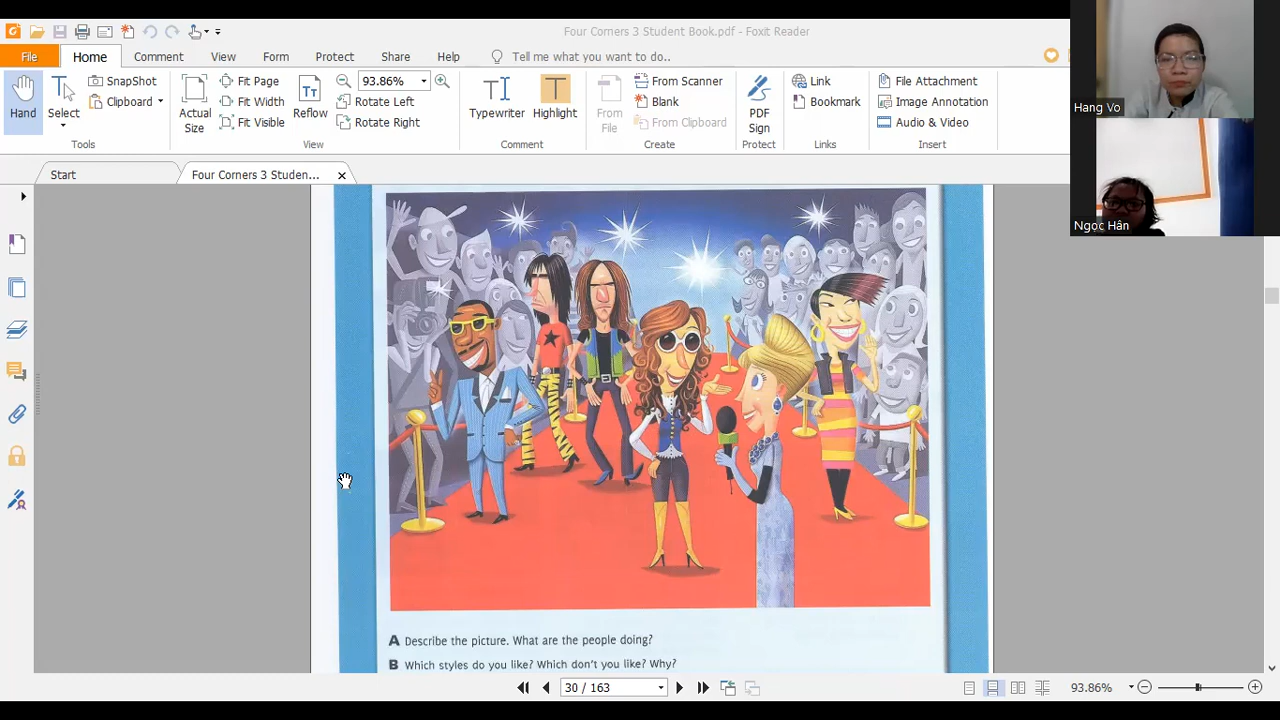 Four Corners 3 Student Book.pdf - Foxit Reader
File Home Comment View Form Protect Share Help Tell me what you want to do..
Hand
Select
SnapShot
Clipboard
Tools
Actual Size
Fit Page
Fit Width
Fit Visible
Reflow
93.86%
Rotate Left
Rotate Right
View
Typewriter
Highlight
Comment
From File
From Scanner
Blank
From Clipboard
Create
PDF Sign
Protect
Link
Bookmark
Links
File Attachment
Image Annotation
Audio & Video
Insert
Hang Vo
Ngọc Hân
Start
Four Corners 3 Studen...
A Describe the picture. What are the people doing?
B Which styles do you like? Which don't you like? Why?
30 / 163
93.86%